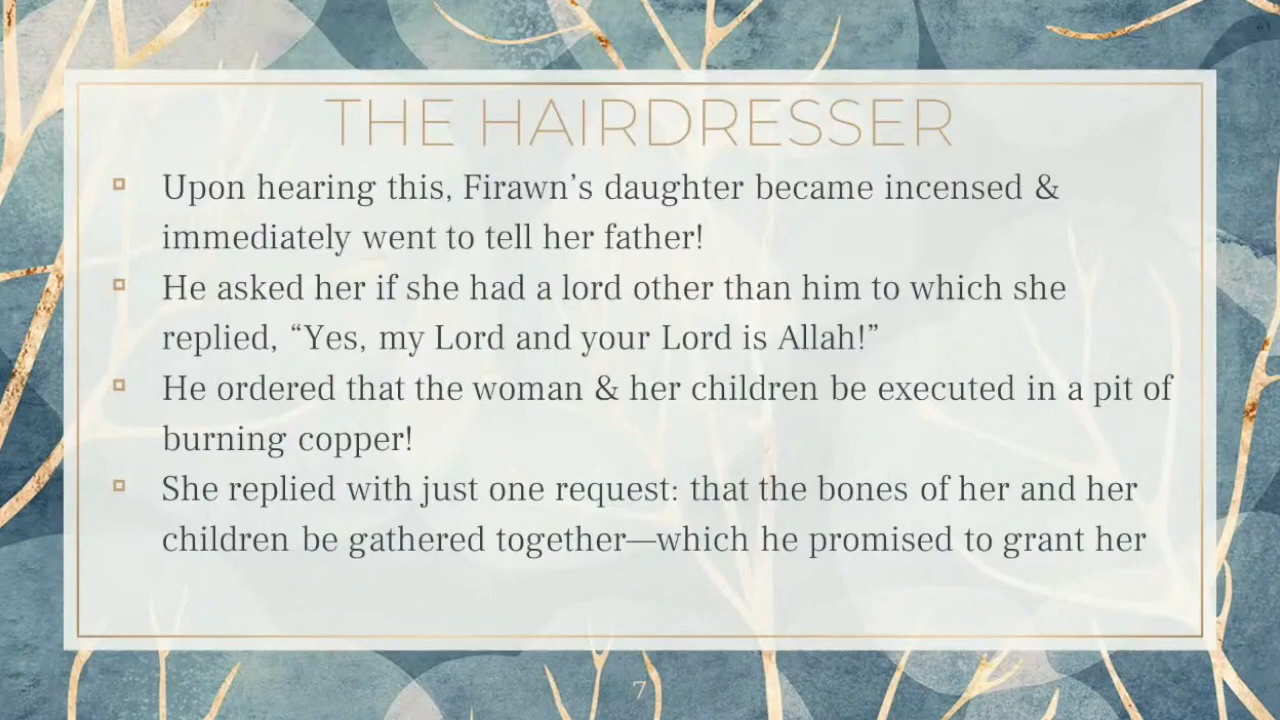 THE HAIRDRESSER
Upon hearing this, Firawn’s daughter became incensed &
immediately went to tell her father!
He asked her if she had a lord other than him to which she
replied, “Yes, my Lord and your Lord is Allah!”
He ordered that the woman & her children be executed in a pit of
burning copper!
She replied with just one request: that the bones of her and her
children be gathered together—which he promised to grant her
7